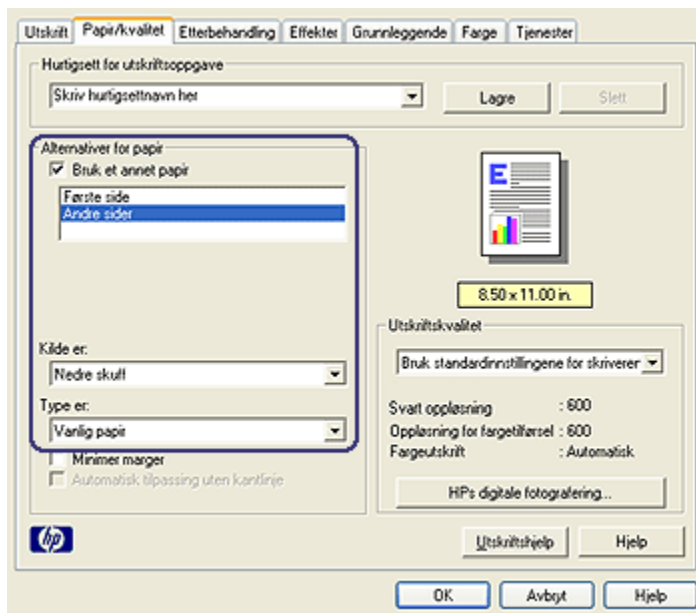 Utskrift Papir/kvalitet Etterbehandling Effekter Grunnleggende Farge Tjenester
Hurtigsett for utskriftsoppgave
Skriv hurtigsettnavn her
Lagre
Slett
Alternativer for papir
Bruk et annet papir
Første side
Andre sider
Kilde er:
Nedre skuff
Type er:
Vanlig papir
Minimer marger
Automatisk tilpassing uten kantlinje
E
8.50 x 11.00 in.
Utskriftskvalitet
Bruk standardinnstillingene for skriverer
Svart oppløsning : 600
Oppløsning for fargetilførsel : 600
Fargeutskrift : Automatisk
HPs digitale fotografering...
hp
Utskriftshjelp
Hjelp
OK Avbryt Hjelp